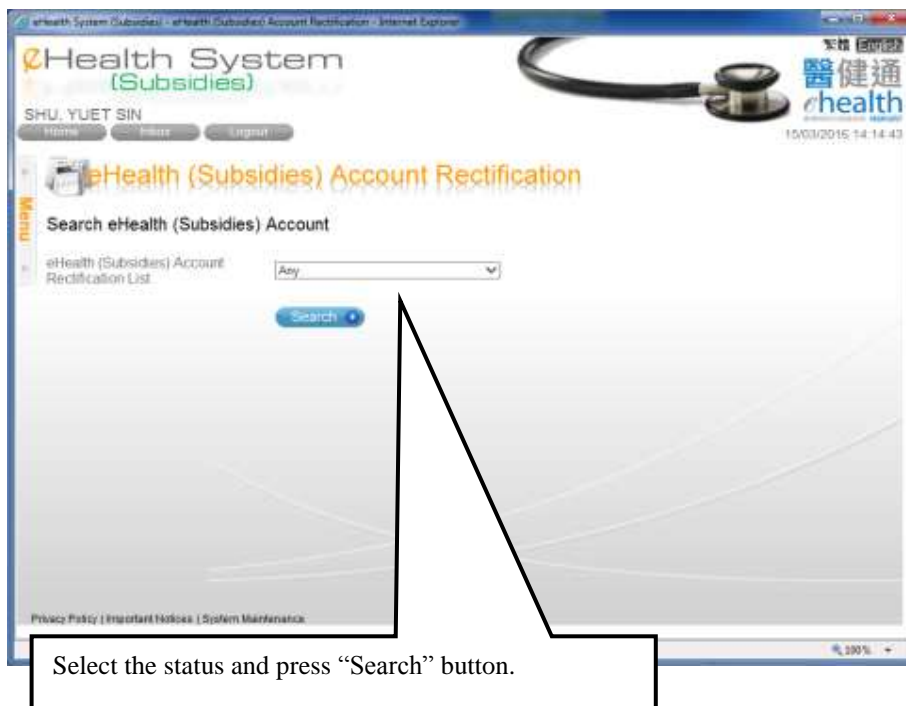 eHealth System (Subsidies) - eHealth (Subsidies) Account Rectification - Internet Explorer
eHealth System
(Subsidies)
繁體 English
醫健通
ehealth
SHU, YUET SIN
Home Inbox Logout
15/03/2016 14:14:43
Menu
eHealth (Subsidies) Account Rectification
Search eHealth (Subsidies) Account
eHealth (Subsidies) Account
Rectification List
Any
Search
Privacy Policy | Important Notices | System Maintenance
100%
Select the status and press “Search” button.